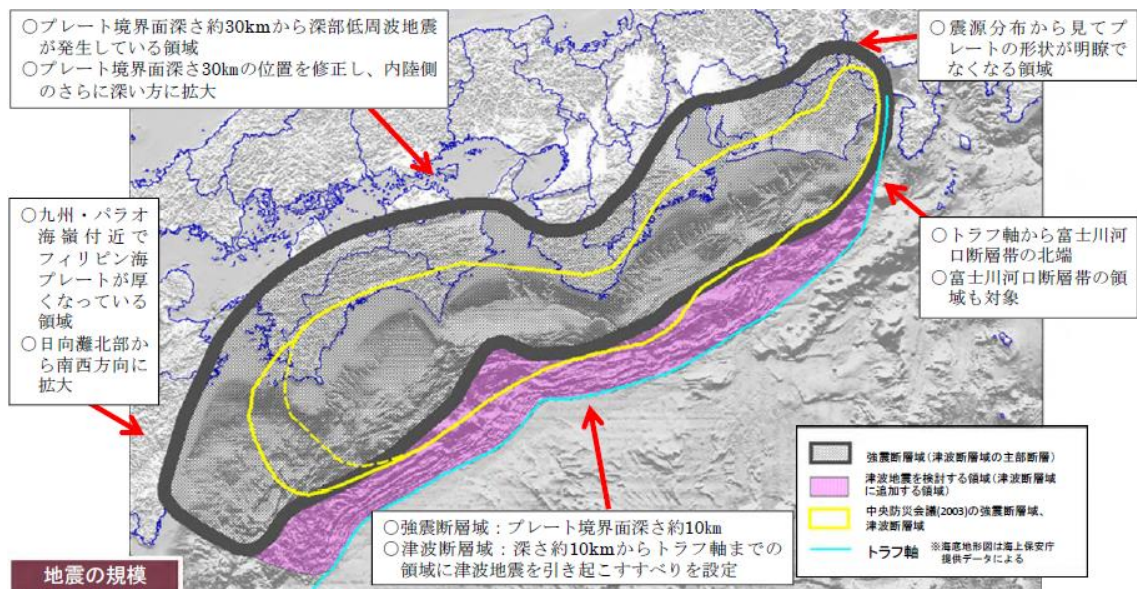 ○プレート境界面深さ約30kmから深部低周波地震
が発生している領域
○プレート境界面深さ30㎞の位置を修正し、内陸側
のさらに深い方に拡大
○震源分布から見てプ
レートの形状が明瞭で
なくなる領域
○九州・パラオ
海嶺付近で
フィリピン海
プレートが厚
くなっている
領域
○日向灘北部か
ら南西方向に
拡大
○トラフ軸から富士川河
口断層帯の北端
○富士川河口断層帯の領
域も対象
○強震断層域：プレート境界面深さ約10㎞
○津波断層域：深さ約10kmからトラフ軸までの
領域に津波地震を引き起こすすべりを設定
強震断層域(津波断層域の主部断層)
津波地震を検討する領域(津波断層域
に追加する領域)
中央防災会議(2003)の強震断層域、
津波断層域
トラフ軸
※海底地形図は海上保安庁
提供データによる
地震の規模